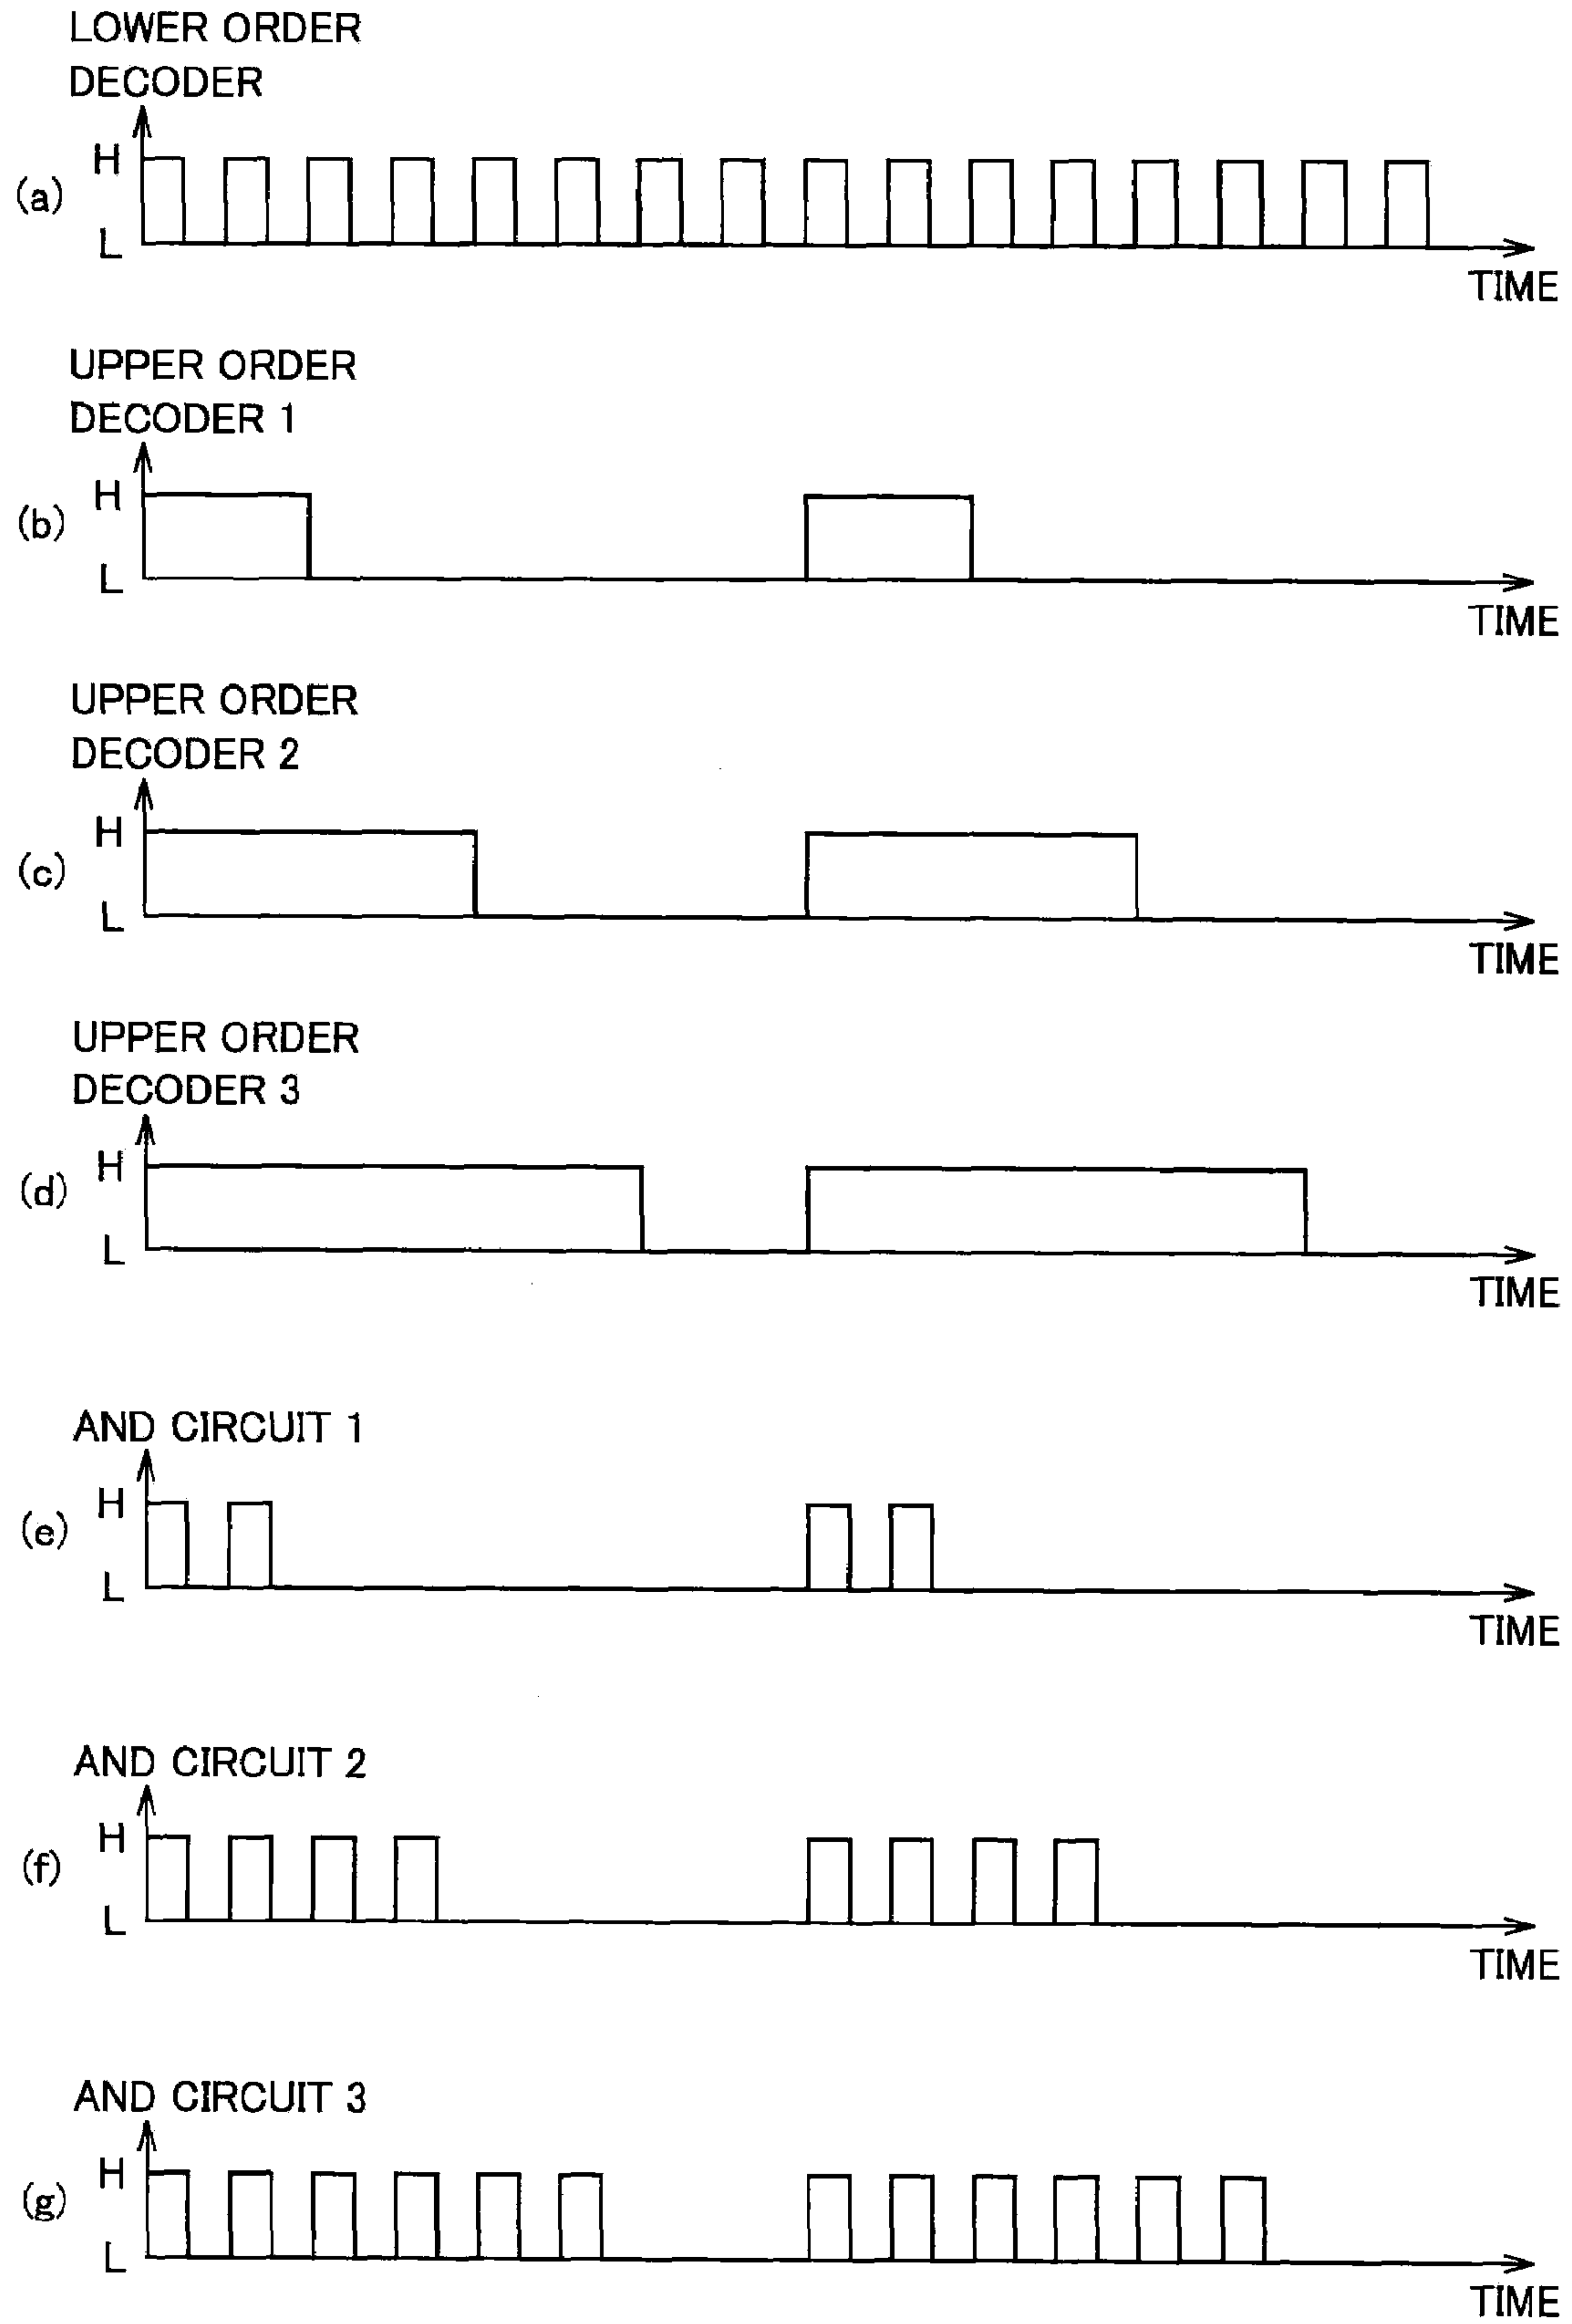 LOWER ORDER
DECODER
H
(a)
L
TIME
UPPER ORDER
DECODER 1
H
(b)
L
TIME
UPPER ORDER
DECODER 2
H
(c)
L
TIME
UPPER ORDER
DECODER 3
H
(d)
L
TIME
AND CIRCUIT 1
H
(e)
L
TIME
AND CIRCUIT 2
H
(f)
L
TIME
AND CIRCUIT 3
H
(g)
L
TIME